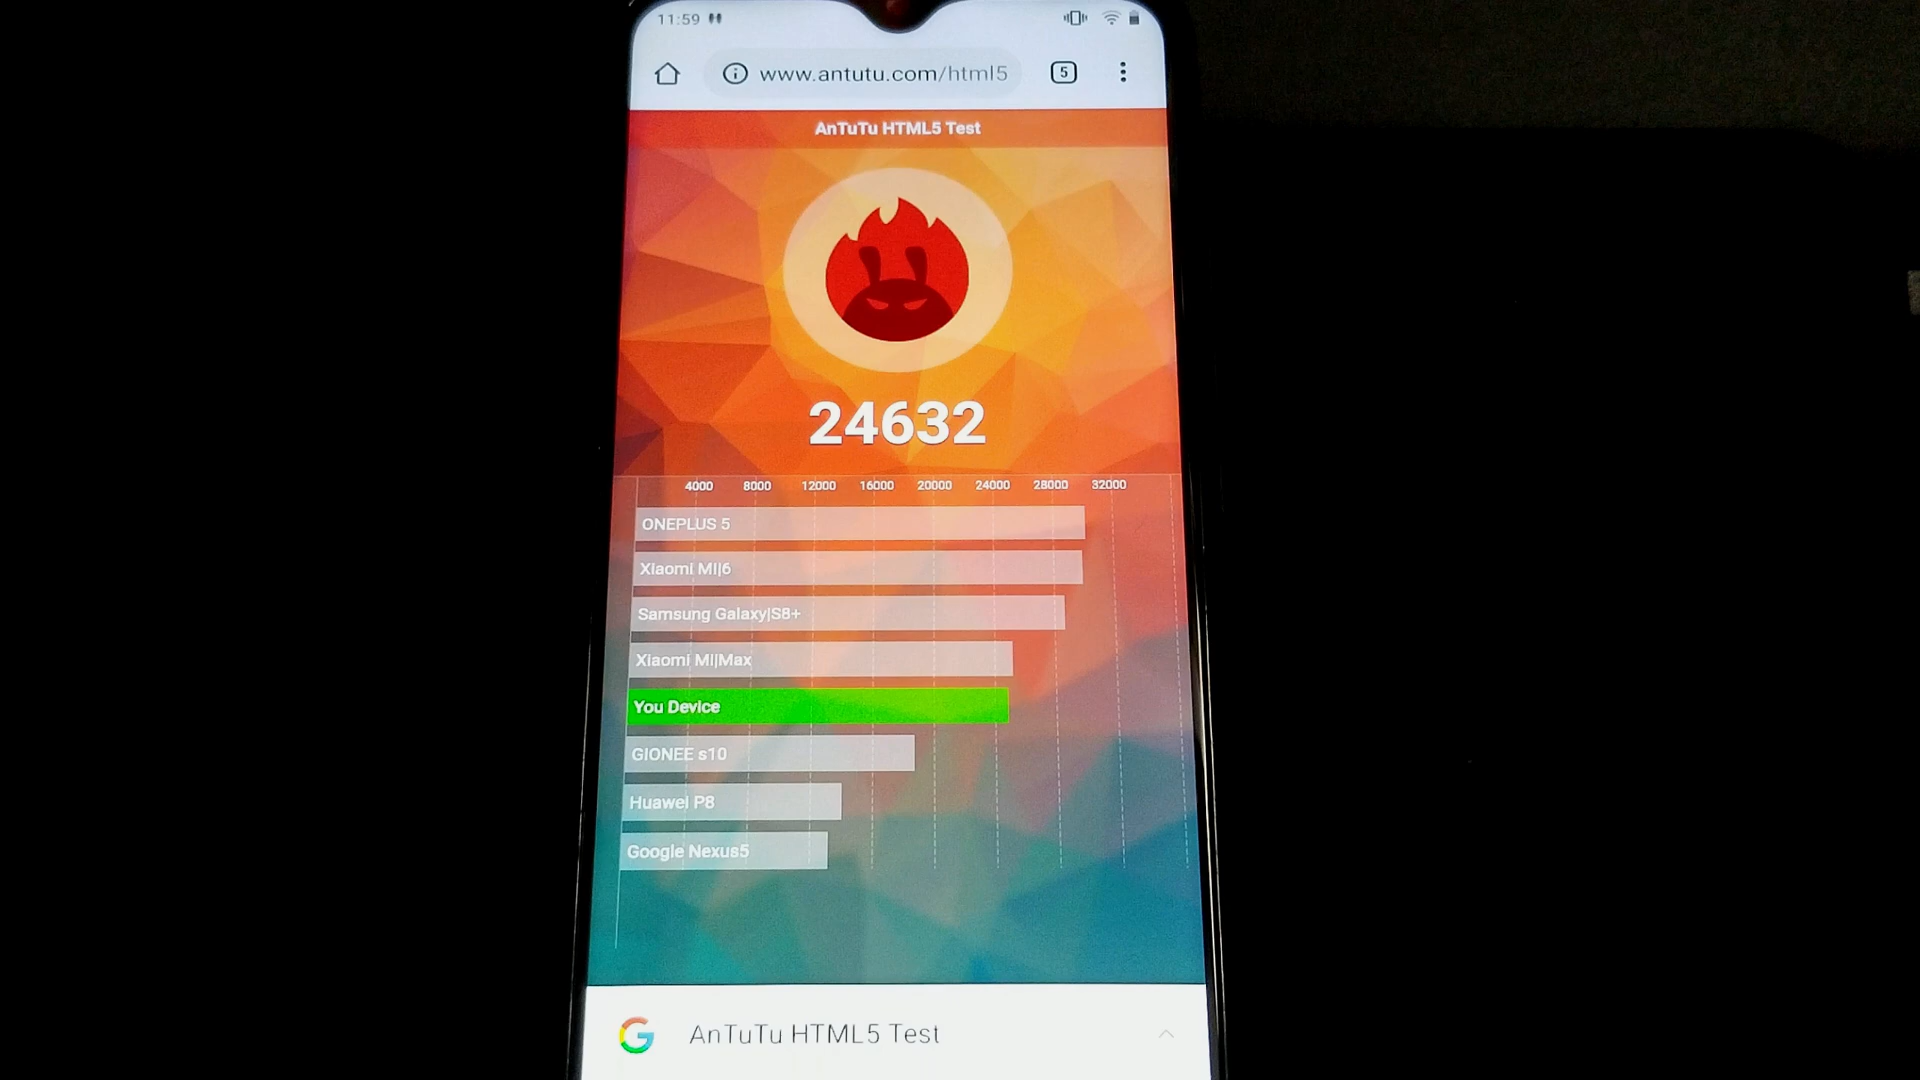 11:59
www.antutu.com/html5
5
AnTuTu HTML5 Test
24632
4000 8000 12000 16000 20000 24000 28000 32000
ONEPLUS 5
Xiaomi MI|6
Samsung Galaxy|S8+
Xiaomi MI|Max
You Device
GIONEE s10
Huawei P8
Google Nexus5
AnTuTu HTML5 Test